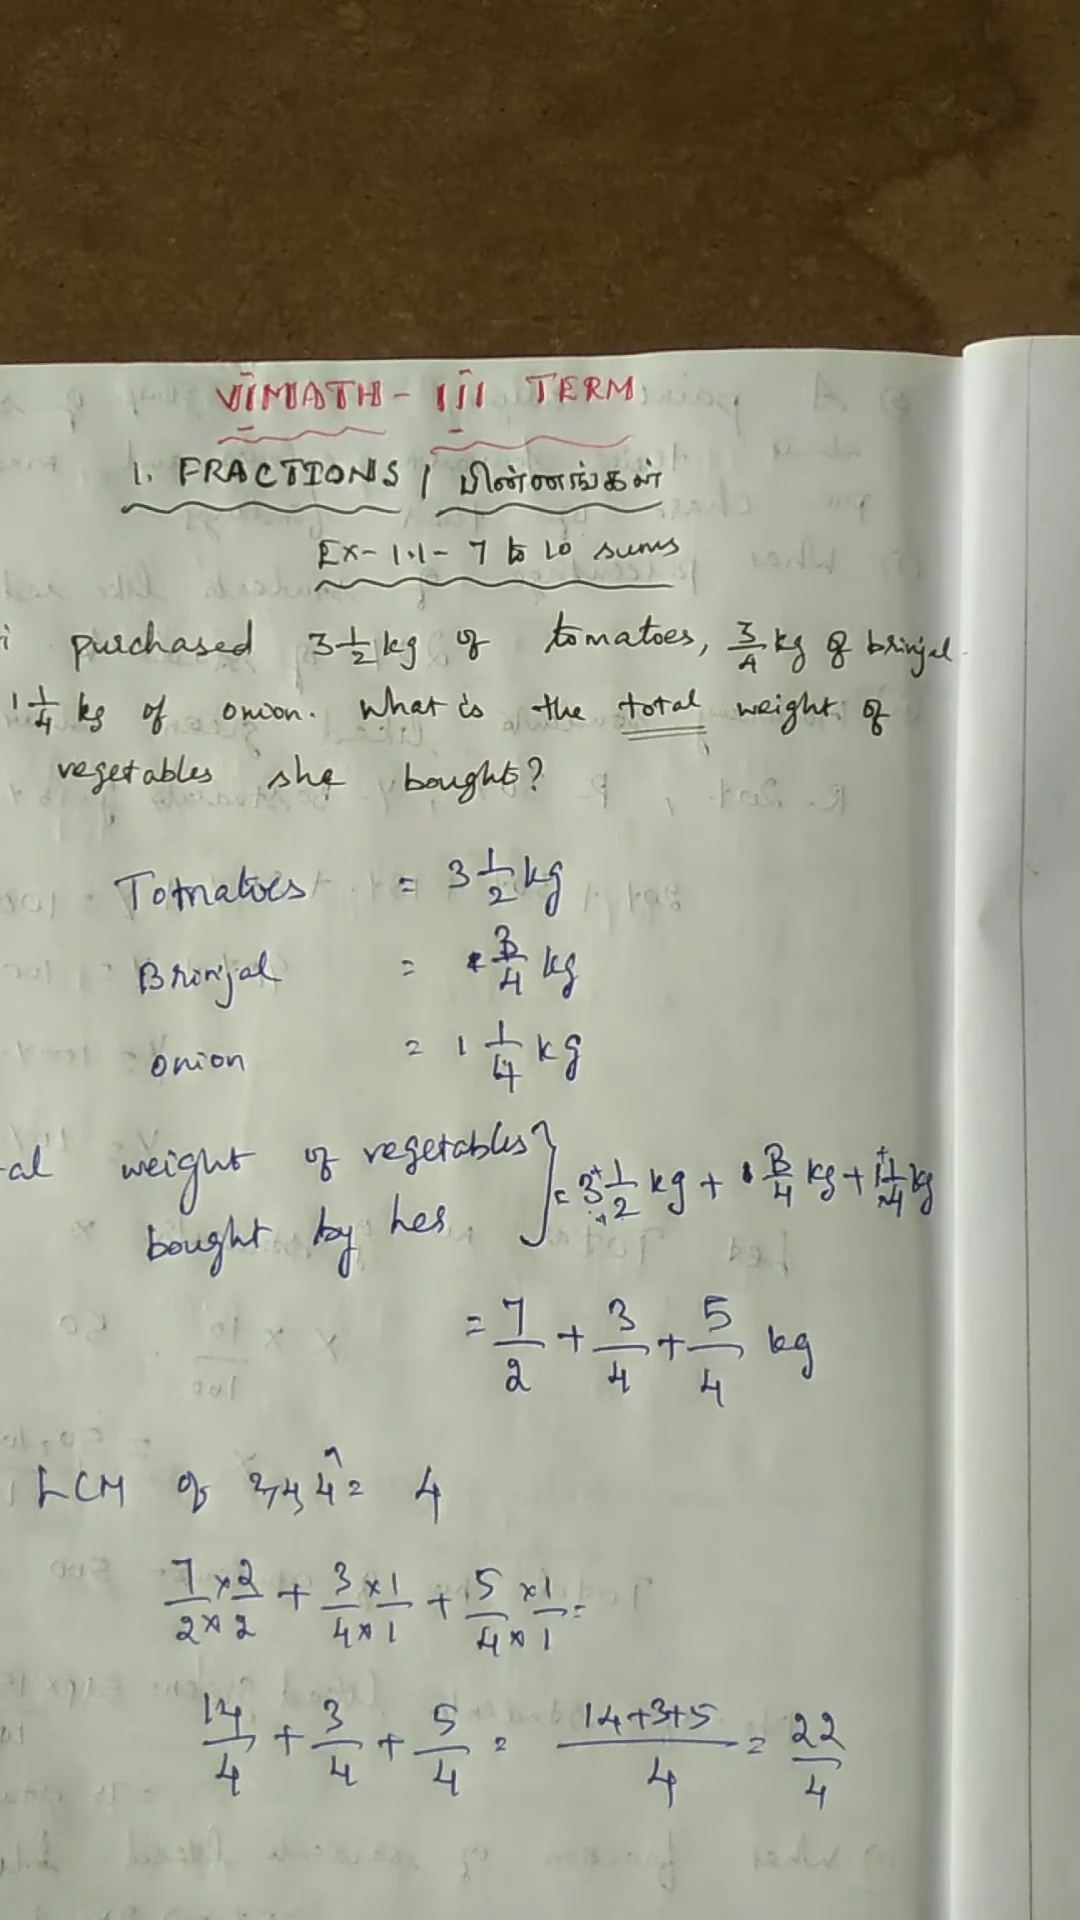 VI MATH - III TERM
1. FRACTIONS / பின்னங்கள்
Ex - 1.1 - 7 to 10 sums
i purchased 3 1/2 kg of tomatoes, 3/4 kg of brinjal
1 1/4 kg of onion. What is the total weight of
vegetables she bought?
Tomatoes = 3 1/2 kg
Brinjal = 3/4 kg
onion = 1 1/4 kg
al weight of vegetables
bought by her } = 3 1/2 kg + 3/4 kg + 1 1/4 kg
= 7/2 + 3/4 + 5/4 kg
LCM of 2,4,4 = 4
7/2 × 2/2 + 3/4 × 1/1 + 5/4 × 1/1 =
14/4 + 3/4 + 5/4 = 14+3+5/4 = 22/4